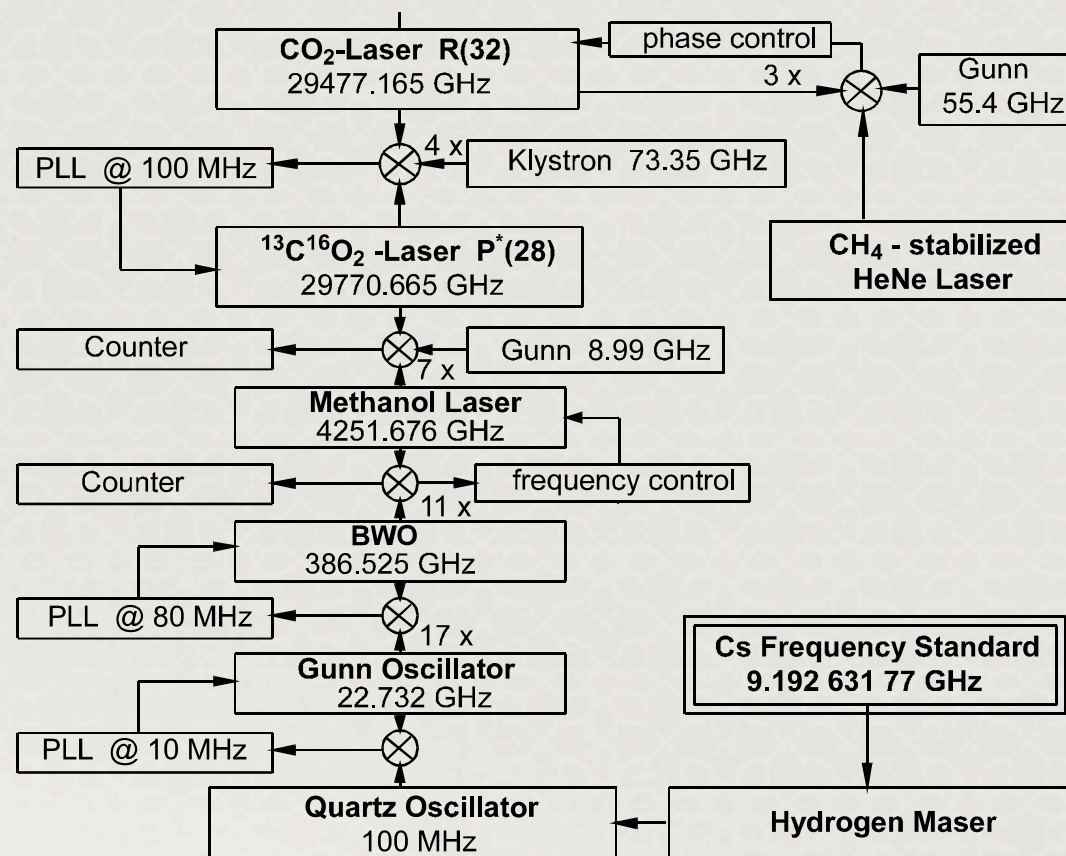 CO₂-Laser R(32)
29477.165 GHz
phase control
3 x
Gunn
55.4 GHz
4 x
Klystron 73.35 GHz
PLL @ 100 MHz
¹³C¹⁶O₂ -Laser P*(28)
29770.665 GHz
CH₄ - stabilized
HeNe Laser
Counter
Gunn 8.99 GHz
7 x
Methanol Laser
4251.676 GHz
Counter
frequency control
11 x
BWO
386.525 GHz
PLL @ 80 MHz
17 x
Gunn Oscillator
22.732 GHz
Cs Frequency Standard
9.192 631 77 GHz
PLL @ 10 MHz
Quartz Oscillator
100 MHz
Hydrogen Maser